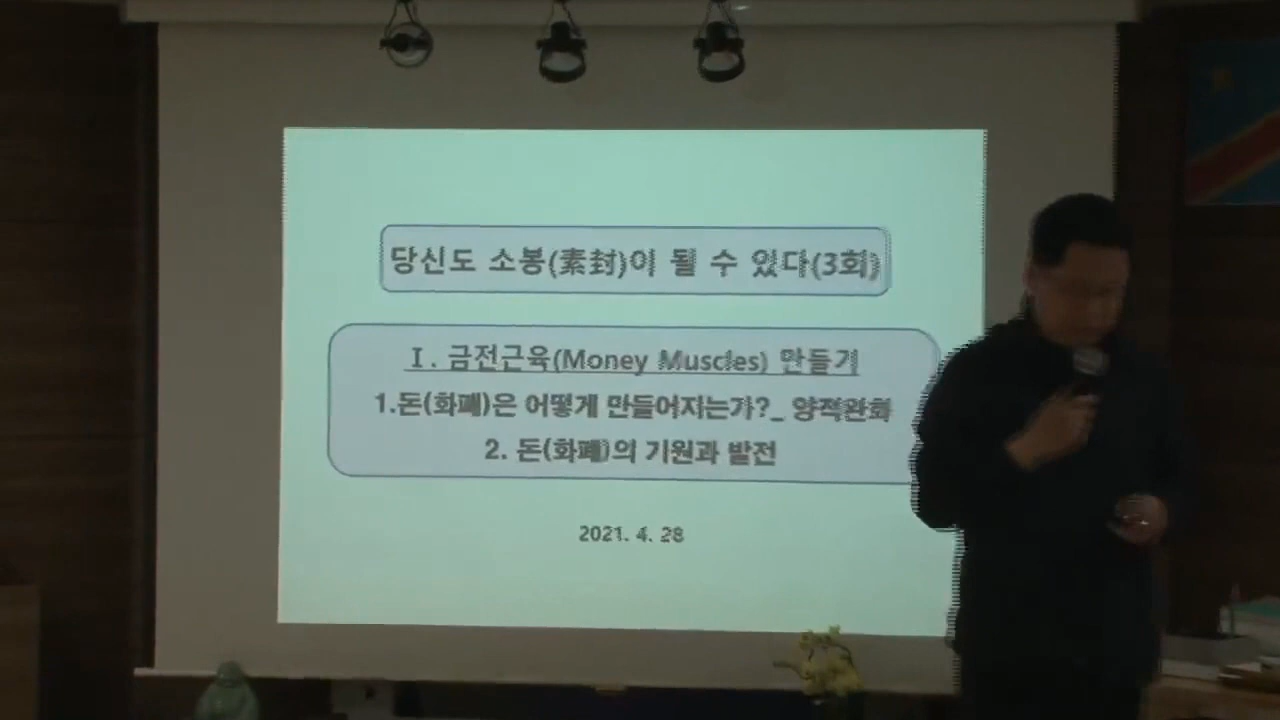 당신도 소봉(素封)이 될 수 있다(3회)
Ⅰ. 금전근육(Money Muscles) 만들기
1.돈(화폐)은 어떻게 만들어지는가?_ 양적완화
2. 돈(화폐)의 기원과 발전
2021. 4. 28